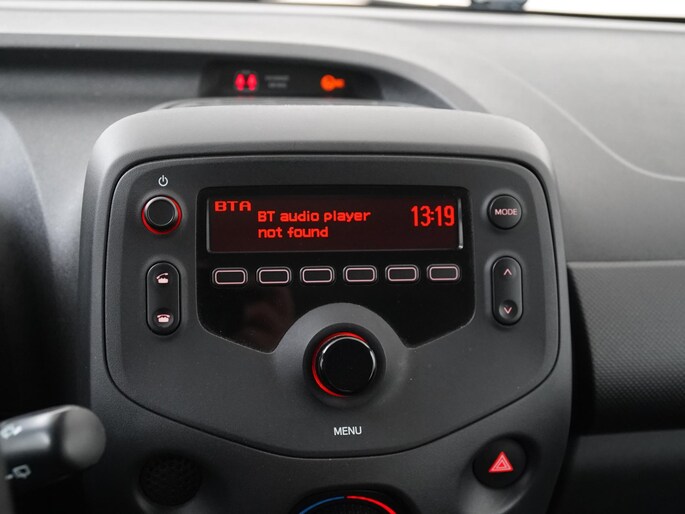 BTA
BT audio player
not found
13:19
MODE
MENU